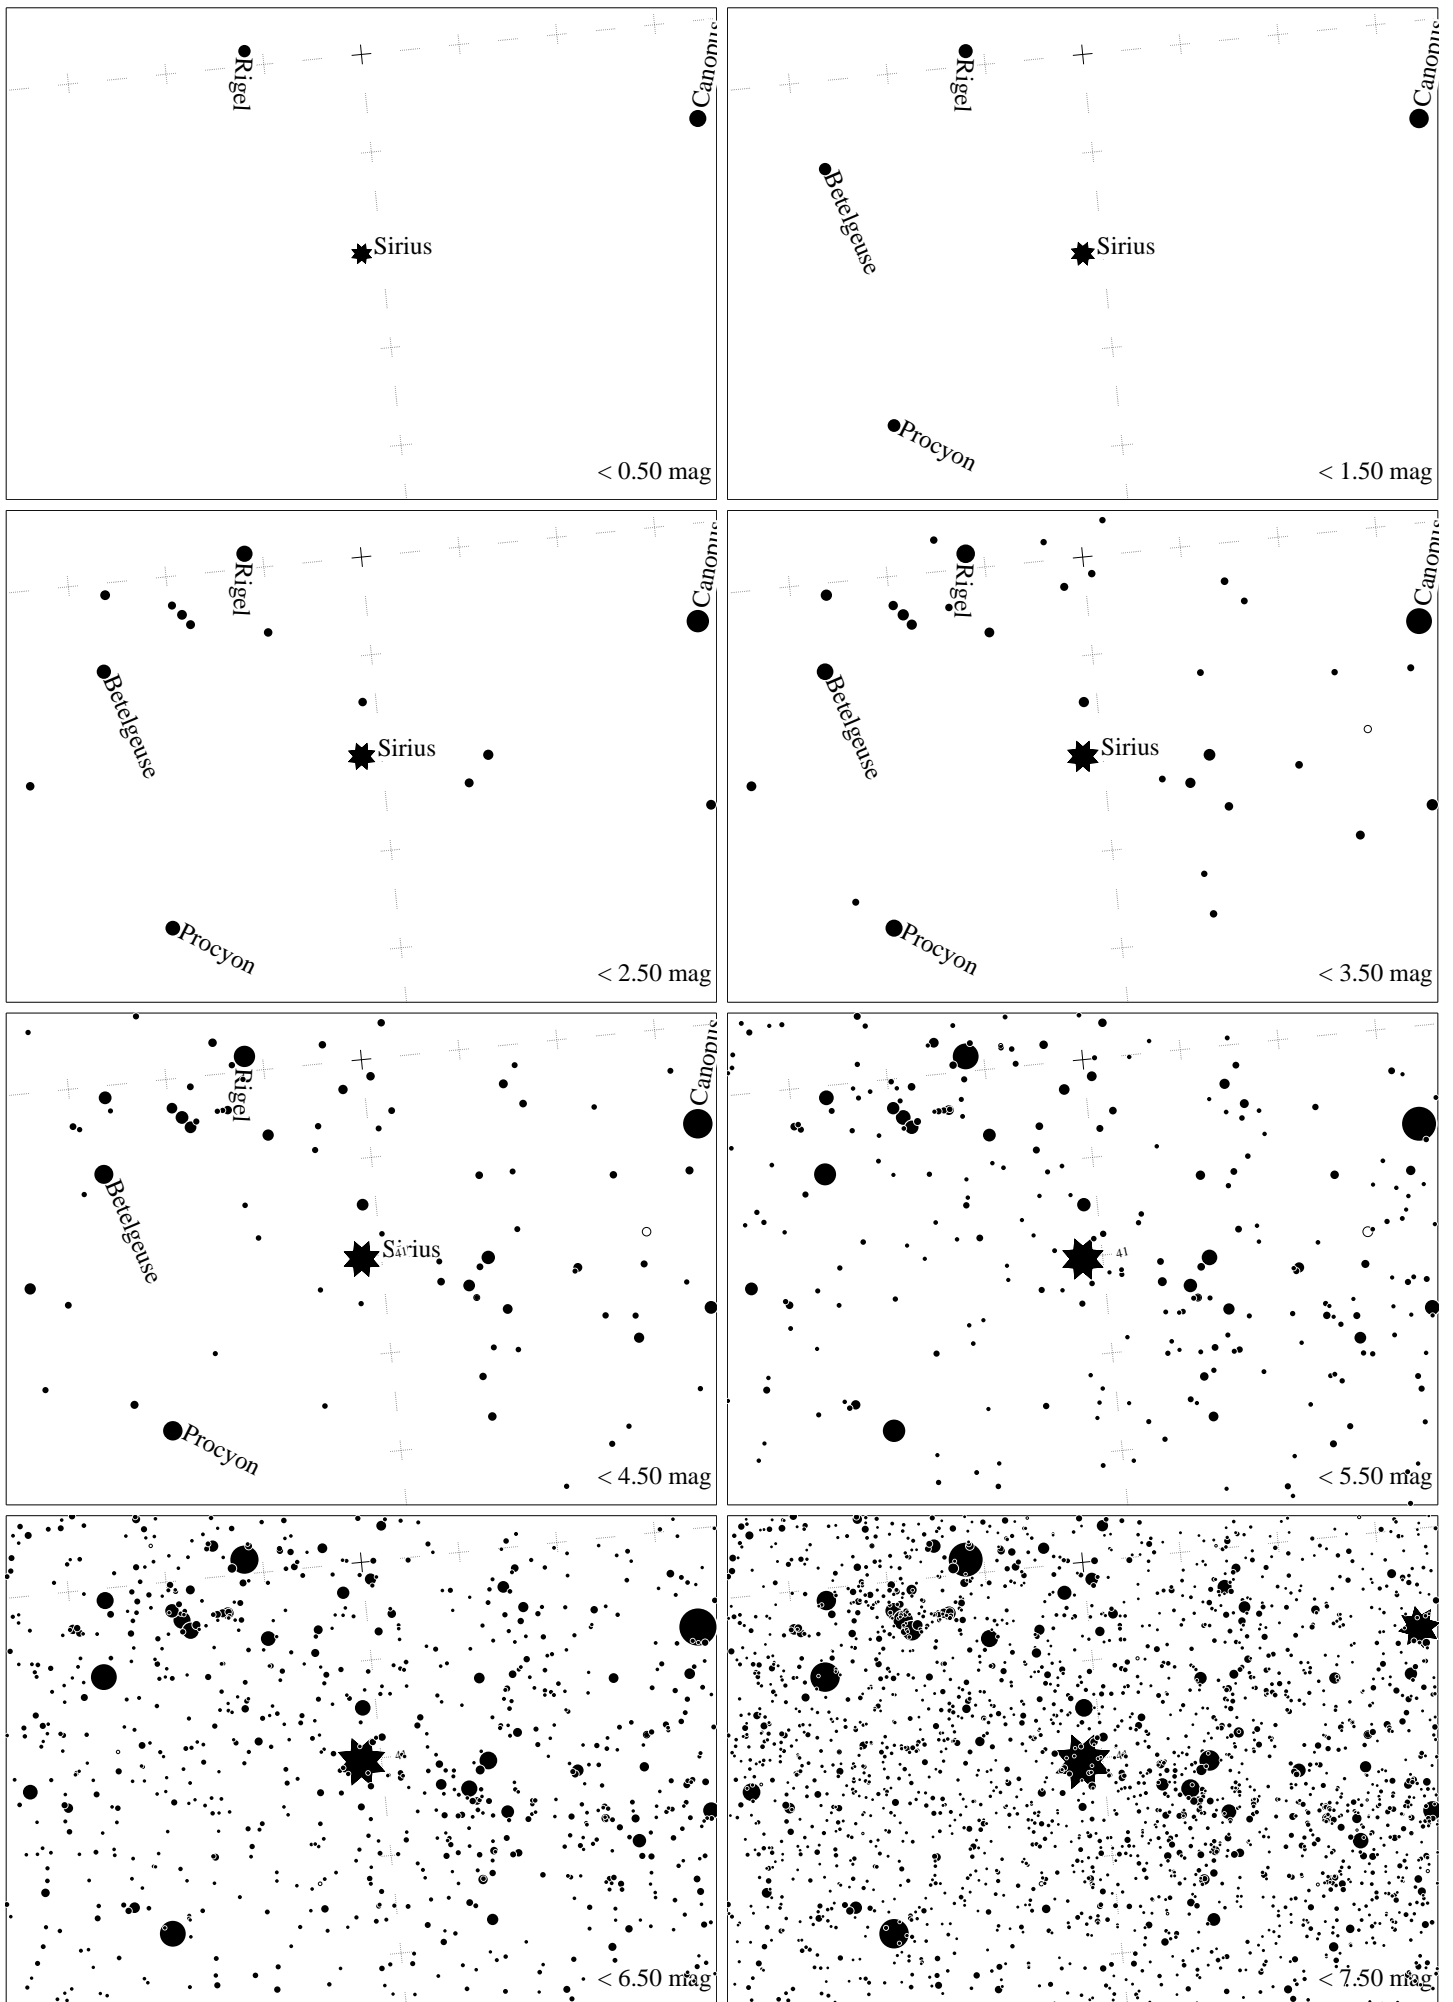 Rigel
Canopus
Sirius
< 0.50 mag
Rigel
Canopus
Betelgeuse
Sirius
Procyon
< 1.50 mag
Rigel
Canopus
Betelgeuse
Sirius
Procyon
< 2.50 mag
Rigel
Canopus
Betelgeuse
Sirius
Procyon
< 3.50 mag
Rigel
Canopus
Betelgeuse
Sirius
41
Procyon
< 4.50 mag
41
< 5.50 mag
< 6.50 mag
< 7.50 mag